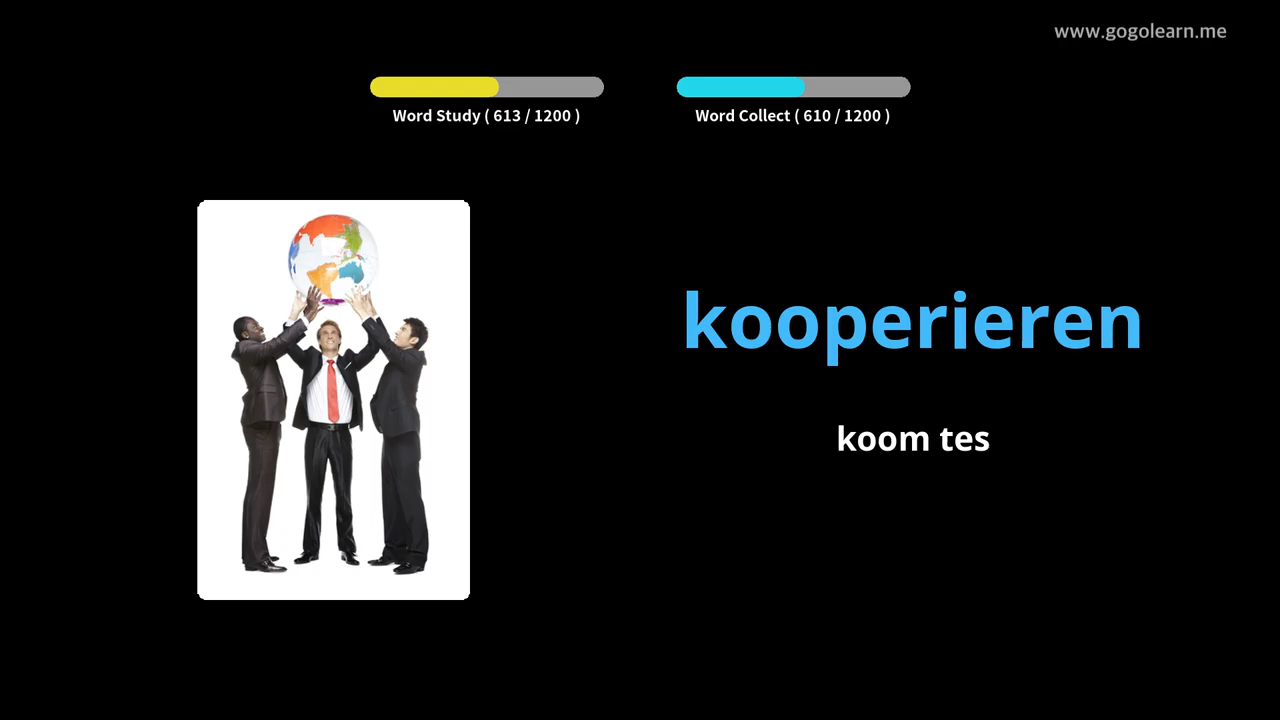 www.gogolearn.me
Word Study ( 613 / 1200 )
Word Collect ( 610 / 1200 )
kooperieren
koom tes